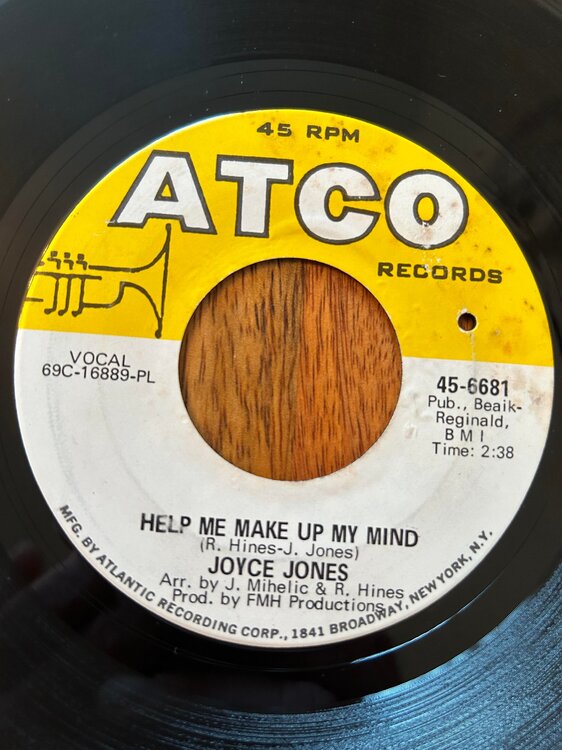 45 RPM
ATCO
RECORDS
VOCAL
69C-16889-PL
45-6681
Pub., Beaik-
Reginald,
B M I
Time: 2:38
HELP ME MAKE UP MY MIND
(R. Hines-J. Jones)
JOYCE JONES
Arr. by J. Mihelic & R. Hines
Prod. by FMH Productions
MFG. BY ATLANTIC RECORDING CORP., 1841 BROADWAY, NEW YORK, N.Y.